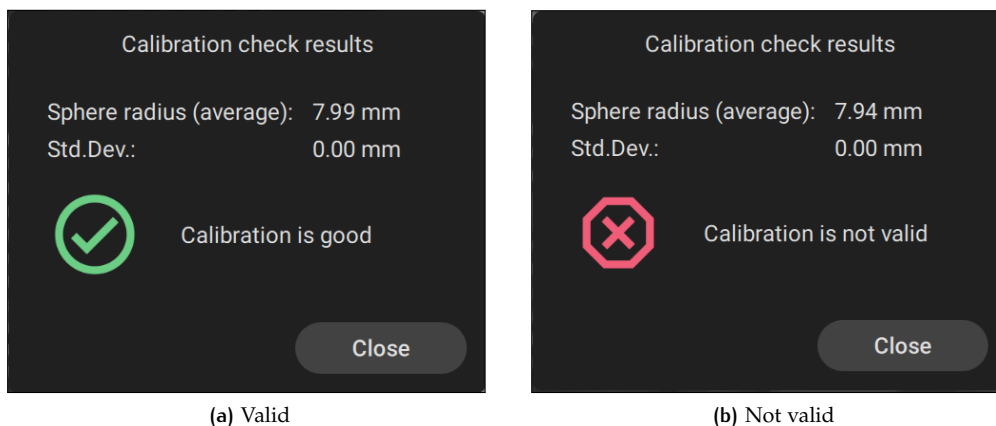 Calibration check results
Sphere radius (average): 7.99 mm
Std.Dev.: 0.00 mm
Calibration is good
Close
(a) Valid
Calibration check results
Sphere radius (average): 7.94 mm
Std.Dev.: 0.00 mm
Calibration is not valid
Close
(b) Not valid